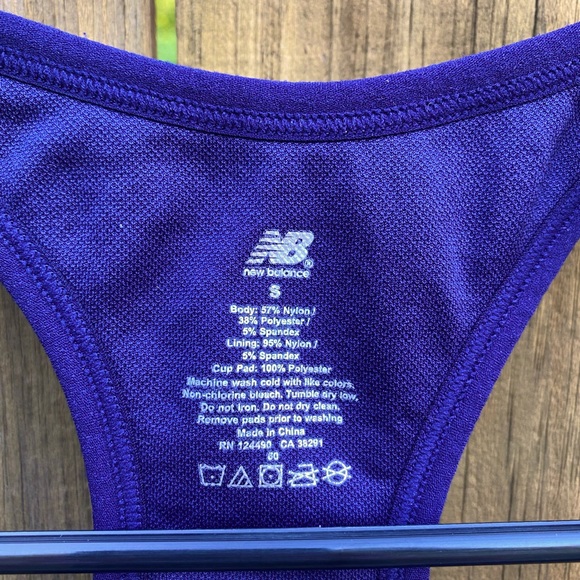 NB®
new balance
S
Body: 57% Nylon /
38% Polyester /
5% Spandex
Lining: 95% Nylon /
5% Spandex
Cup Pad: 100% Polyester
Machine wash cold with like colors.
Non-chlorine bleach. Tumble dry low.
Do not iron. Do not dry clean.
Remove pads prior to washing
Made in China
RN 124490 CA 38291
60